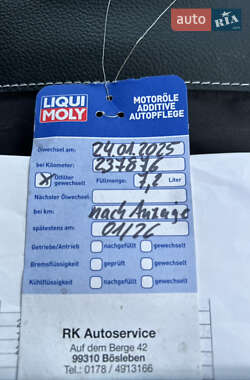 AUTO RIA
LIQUI MOLY
MOTORÖLE
ADDITIVE
AUTOPFLEGE
Ölwechsel am: 24.01.2025
bei Kilometer: 237846
Ölfilter gewechselt Füllmenge: 7,2 Liter
Nächster Ölwechsel:
bei km: nach Anzeige
spätestens am 01/26
Getriebe/Antrieb nachgefüllt gewechselt
Bremsflüssigkeit geprüft gewechselt
Kühlflüssigkeit nachgefüllt gewechselt
RK Autoservice
Auf dem Berge 42
99310 Bösleben
Tel.: 0178 / 4913166